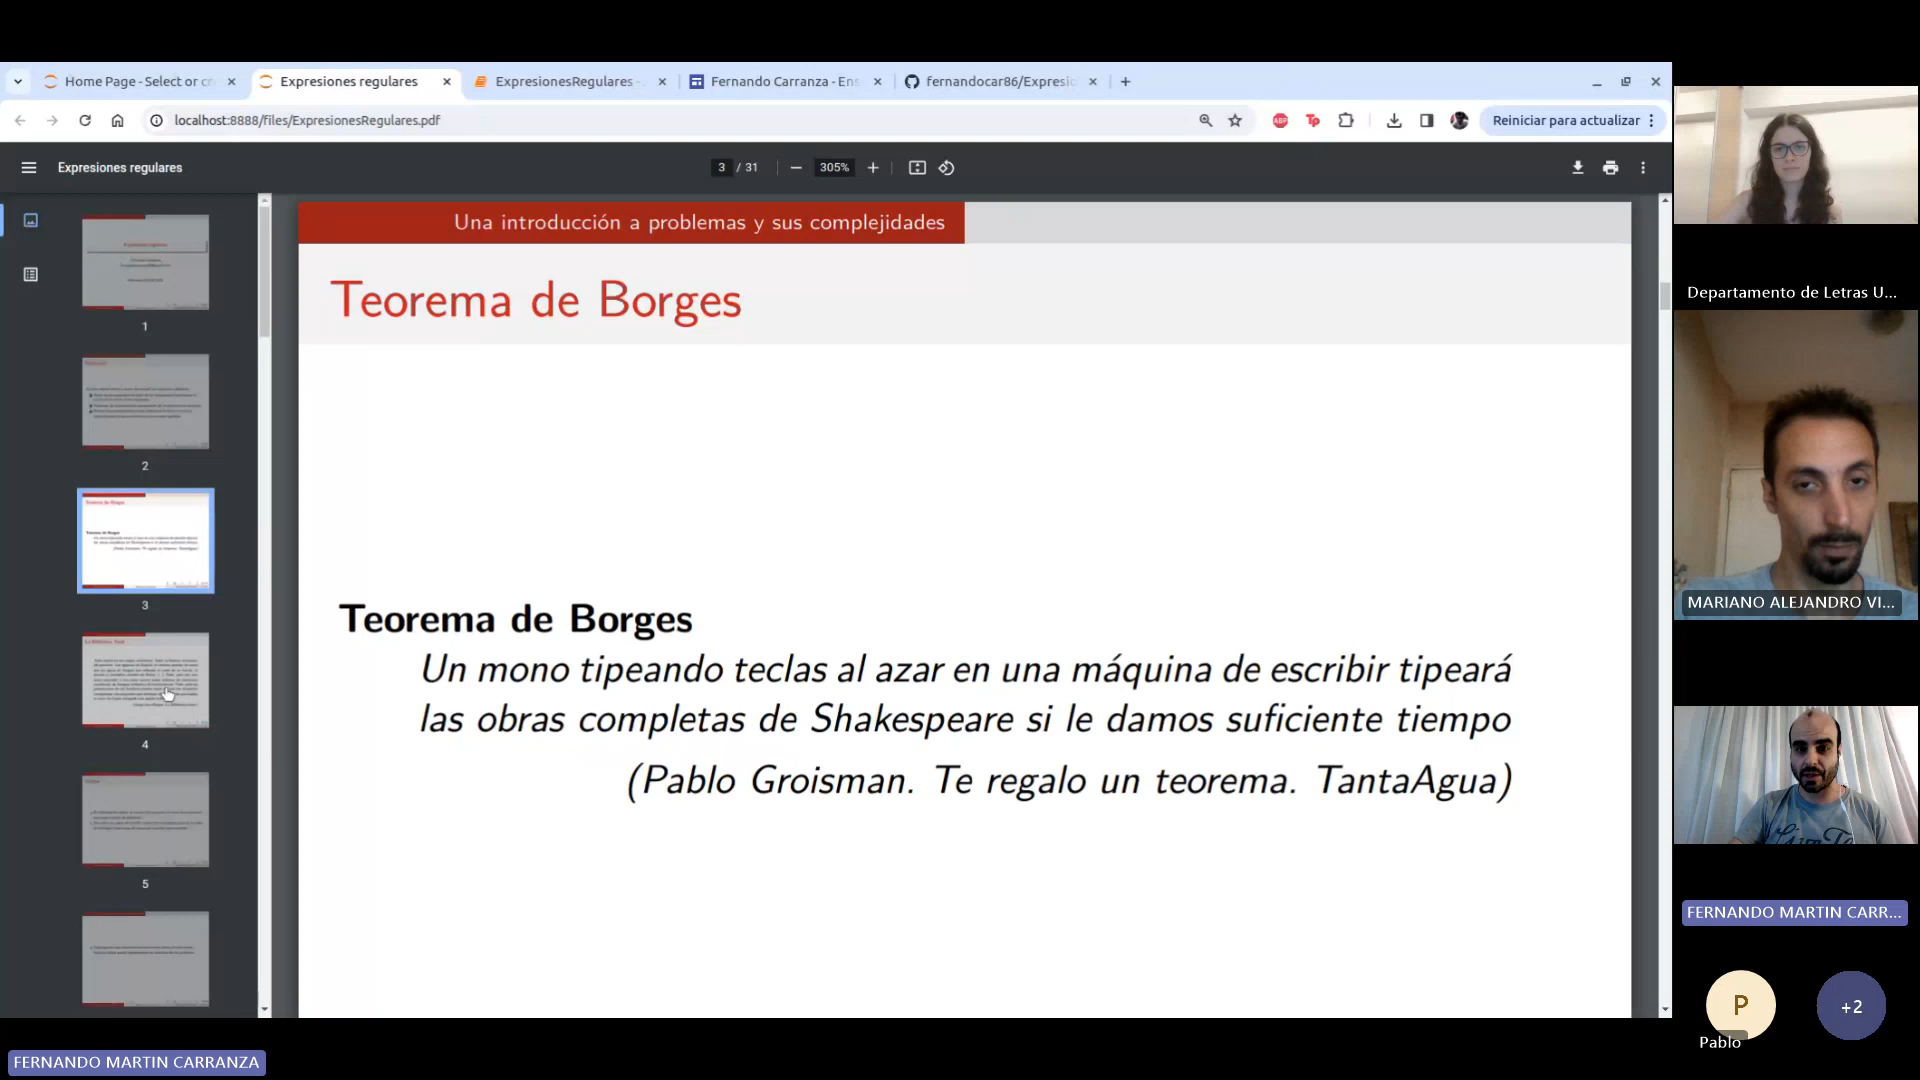 Home Page - Select or cr
Expresiones regulares
ExpresionesRegulares -
Fernando Carranza - Ens
fernandocar86/Expresio
localhost:8888/files/ExpresionesRegulares.pdf
ABP
Tp
Reiniciar para actualizar
Expresiones regulares
3 / 31
305%
Una introducción a problemas y sus complejidades
Teorema de Borges
Teorema de Borges
Un mono tipeando teclas al azar en una máquina de escribir tipeará
las obras completas de Shakespeare si le damos suficiente tiempo
(Pablo Groisman. Te regalo un teorema. TantaAgua)
1
2
3
4
5
Departamento de Letras U...
MARIANO ALEJANDRO VI...
FERNANDO MARTIN CARR...
P
Pablo
+2
FERNANDO MARTIN CARRANZA